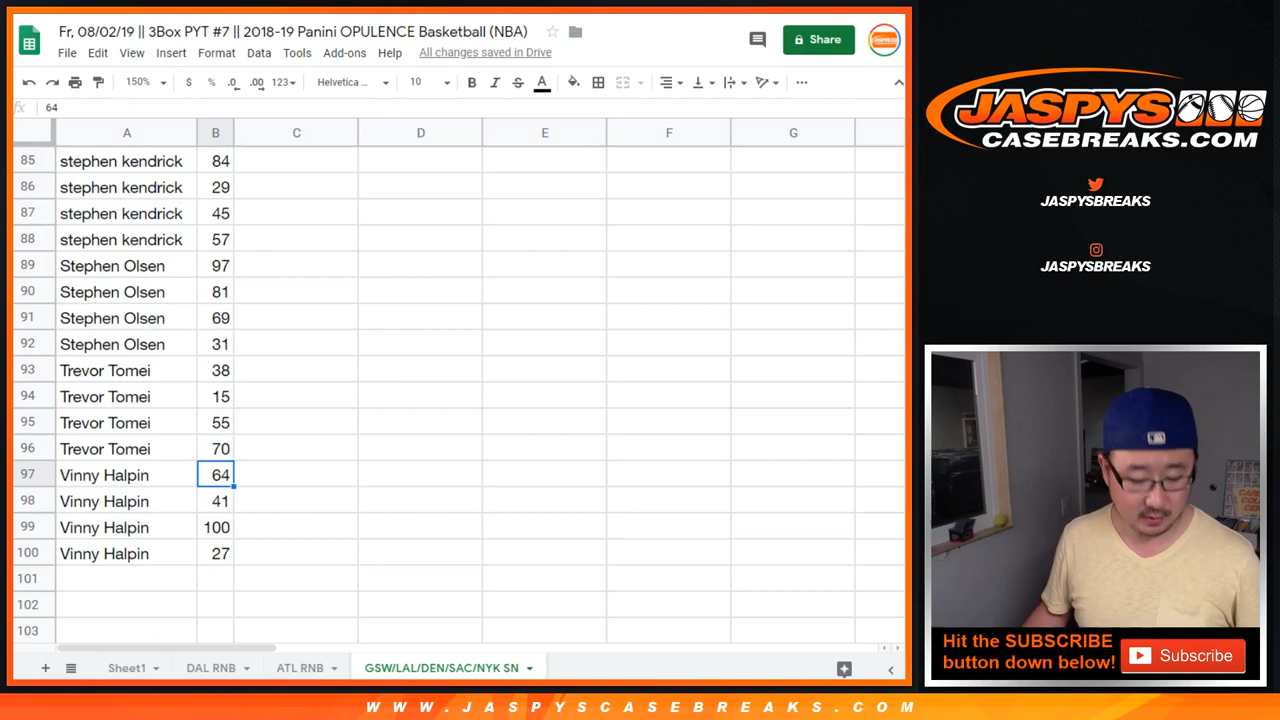 Fr, 08/02/19 || 3Box PYT #7 || 2018-19 Panini OPULENCE Basketball (NBA)
File Edit View Insert Format Data Tools Add-ons Help All changes saved in Drive
Share
150% $ % .0 .00 123 Helvetica ... 10 B I S A
fx 64
A B C D E F G
85 stephen kendrick 84
86 stephen kendrick 29
87 stephen kendrick 45
88 stephen kendrick 57
89 Stephen Olsen 97
90 Stephen Olsen 81
91 Stephen Olsen 69
92 Stephen Olsen 31
93 Trevor Tomei 38
94 Trevor Tomei 15
95 Trevor Tomei 55
96 Trevor Tomei 70
97 Vinny Halpin 64
98 Vinny Halpin 41
99 Vinny Halpin 100
100 Vinny Halpin 27
101
102
103
Sheet1 DAL RNB ATL RNB GSW/LAL/DEN/SAC/NYK SN
JASPYS
CASEBREAKS.COM
JASPYSBREAKS
JASPYSBREAKS
Hit the SUBSCRIBE
button down below!
Subscribe
WWW.JASPYSCASEBREAKS.COM